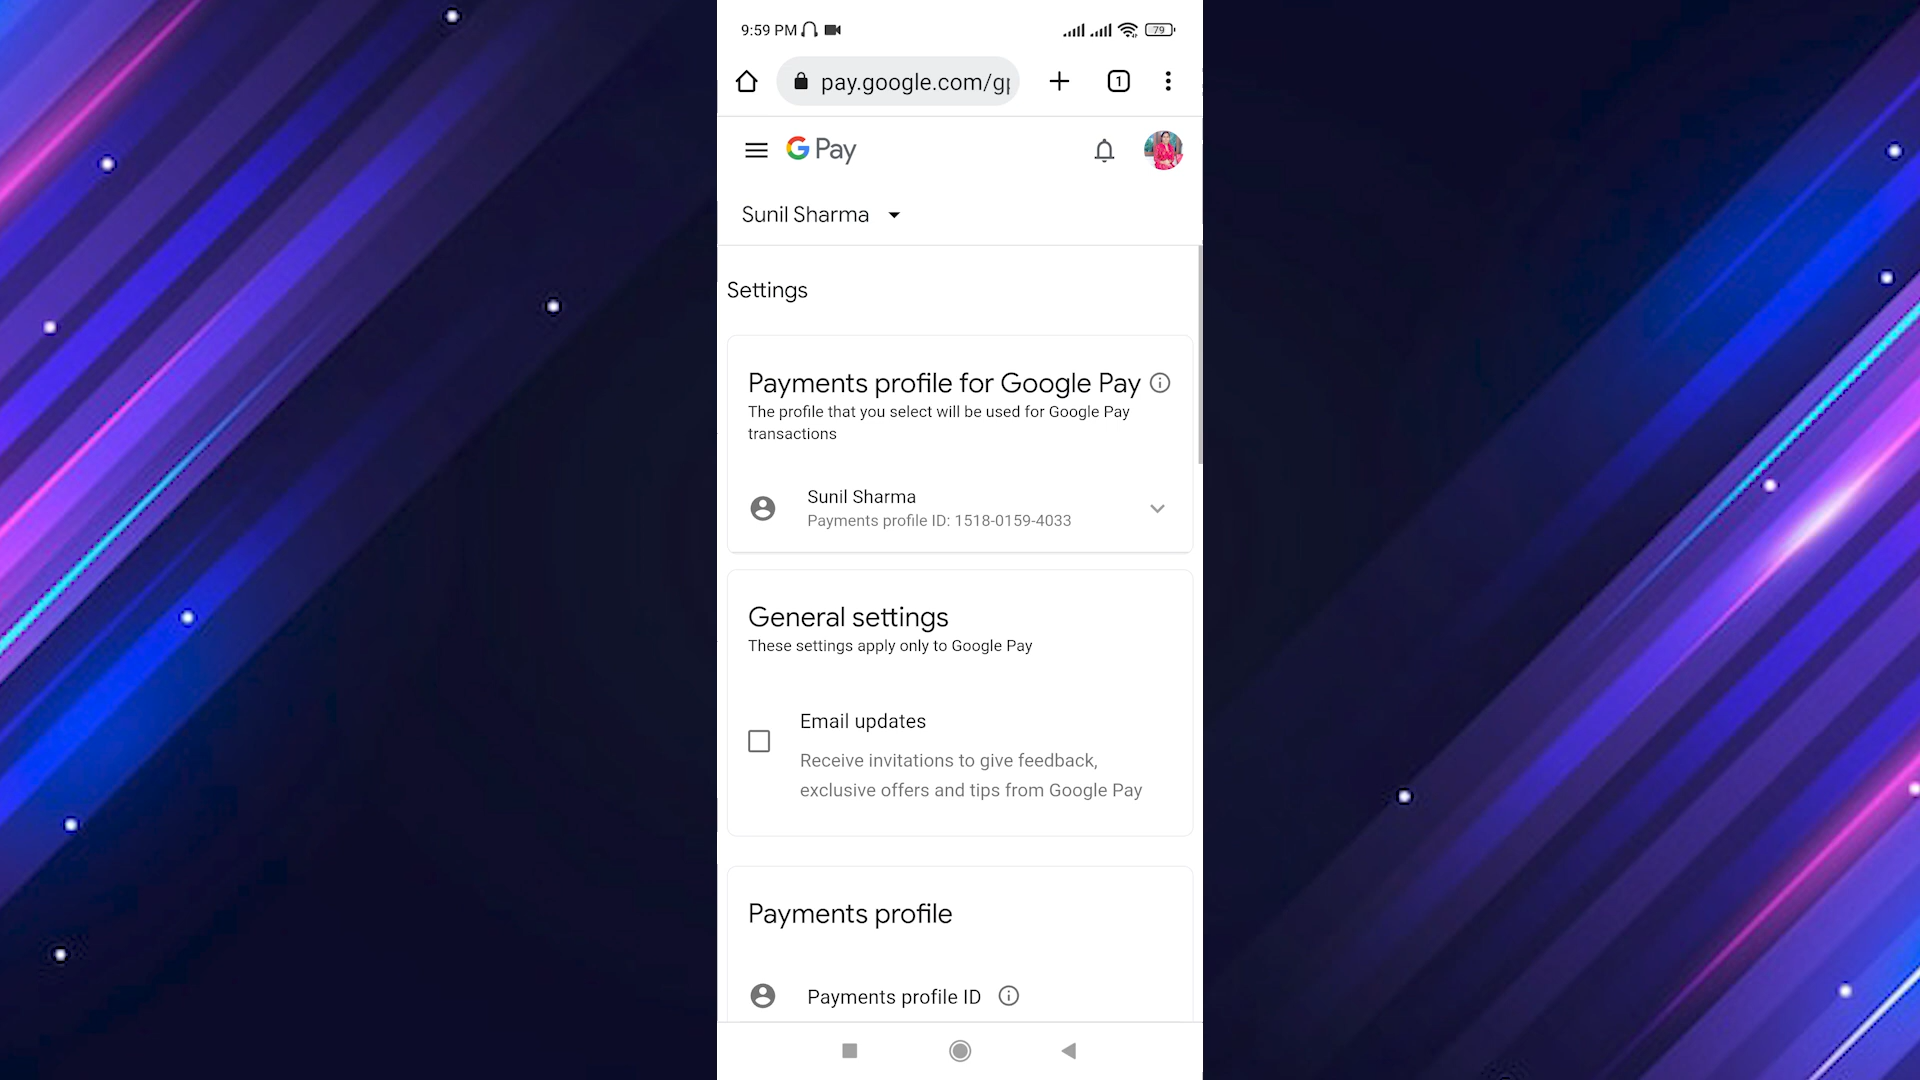 9:59 PM 79
pay.google.com/g
1
G Pay
Sunil Sharma
Settings
Payments profile for Google Pay
The profile that you select will be used for Google Pay
transactions
Sunil Sharma
Payments profile ID: 1518-0159-4033
General settings
These settings apply only to Google Pay
Email updates
Receive invitations to give feedback,
exclusive offers and tips from Google Pay
Payments profile
Payments profile ID